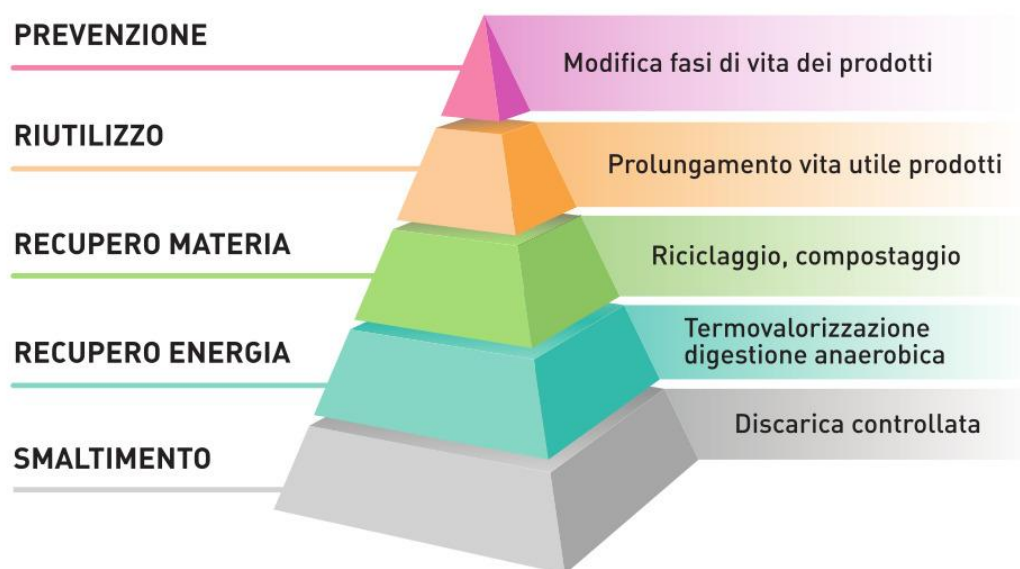 PREVENZIONE
Modifica fasi di vita dei prodotti
RIUTILIZZO
Prolungamento vita utile prodotti
RECUPERO MATERIA
Riciclaggio, compostaggio
RECUPERO ENERGIA
Termovalorizzazione
digestione anaerobica
SMALTIMENTO
Discarica controllata